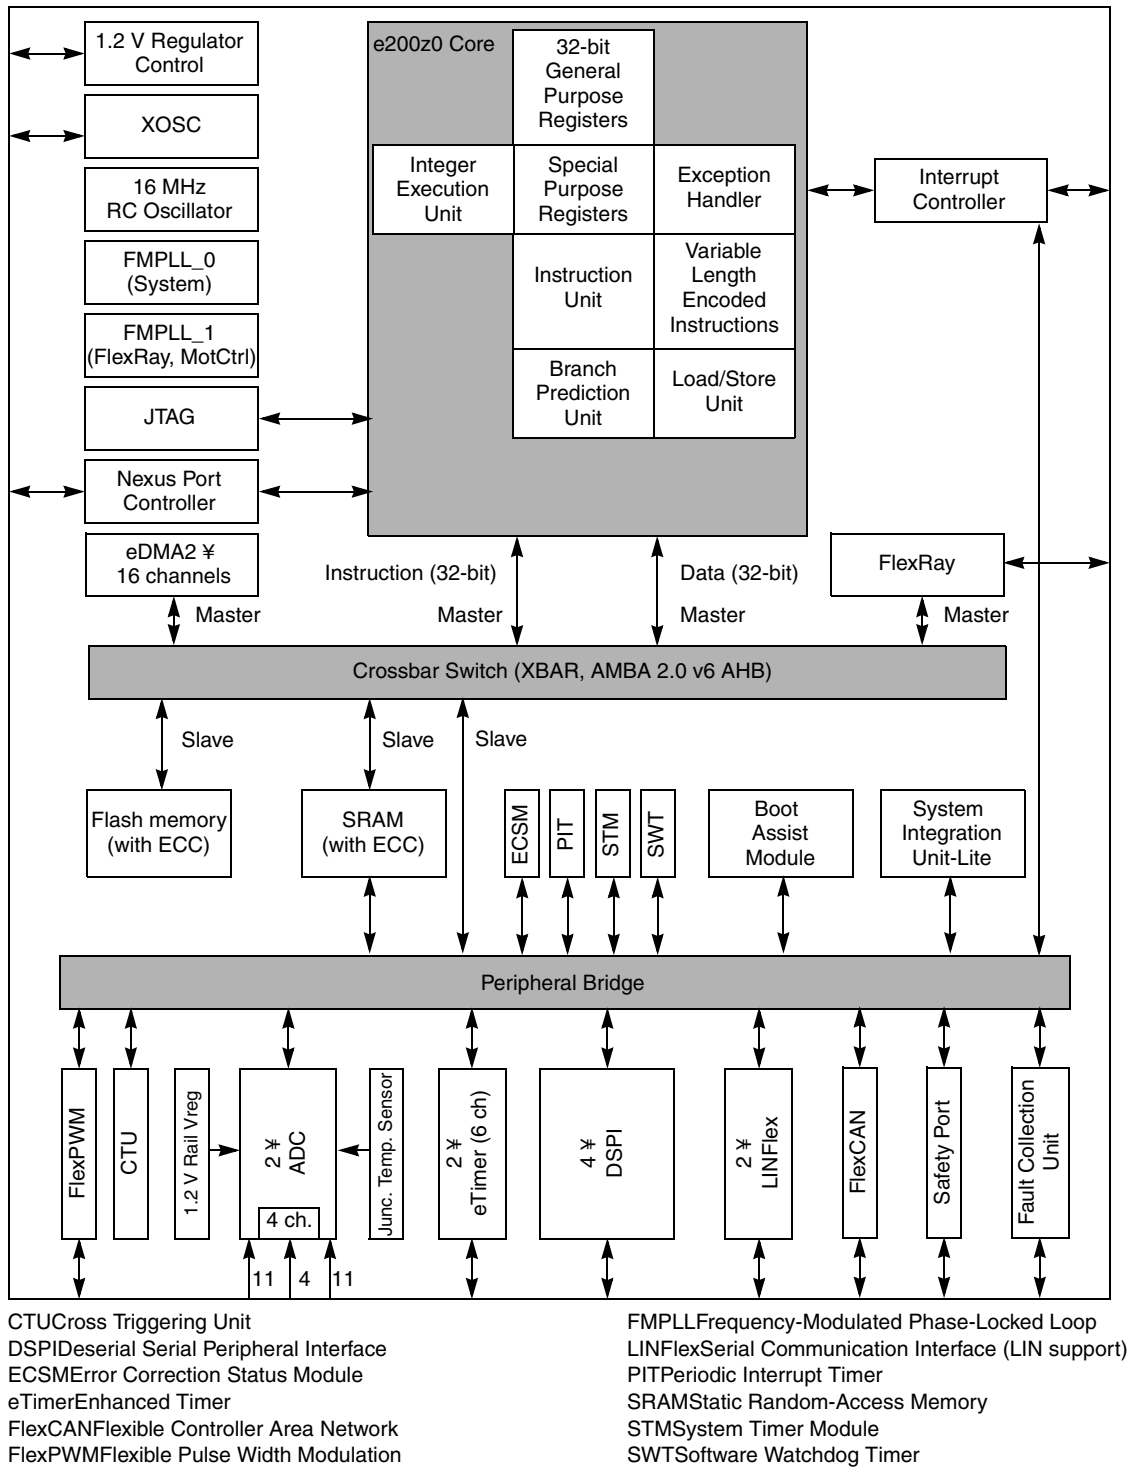 1.2 V Regulator
Control
XOSC
16 MHz
RC Oscillator
FMPLL_0
(System)
FMPLL_1
(FlexRay, MotCtrl)
JTAG
Nexus Port
Controller
eDMA2 ¥
16 channels
e200z0 Core
32-bit
General
Purpose
Registers
Integer
Execution
Unit
Special
Purpose
Registers
Exception
Handler
Instruction
Unit
Variable
Length
Encoded
Instructions
Branch
Prediction
Unit
Load/Store
Unit
Interrupt
Controller
FlexRay
Instruction (32-bit)
Data (32-bit)
Master
Master
Master
Master
Crossbar Switch (XBAR, AMBA 2.0 v6 AHB)
Slave
Slave
Slave
Flash memory
(with ECC)
SRAM
(with ECC)
ECSM
PIT
STM
SWT
Boot
Assist
Module
System
Integration
Unit-Lite
Peripheral Bridge
FlexPWM
CTU
1.2 V Rail Vreg
2 ¥
ADC
4 ch.
Junc. Temp. Sensor
2 ¥
eTimer (6 ch)
4 ¥
DSPI
2 ¥
LINFlex
FlexCAN
Safety Port
Fault Collection
Unit
11
4
11
CTUCross Triggering Unit
DSPIDeserial Serial Peripheral Interface
ECSMError Correction Status Module
eTimerEnhanced Timer
FlexCANFlexible Controller Area Network
FlexPWMFlexible Pulse Width Modulation
FMPLLFrequency-Modulated Phase-Locked Loop
LINFlexSerial Communication Interface (LIN support)
PITPeriodic Interrupt Timer
SRAMStatic Random-Access Memory
STMSystem Timer Module
SWTSoftware Watchdog Timer